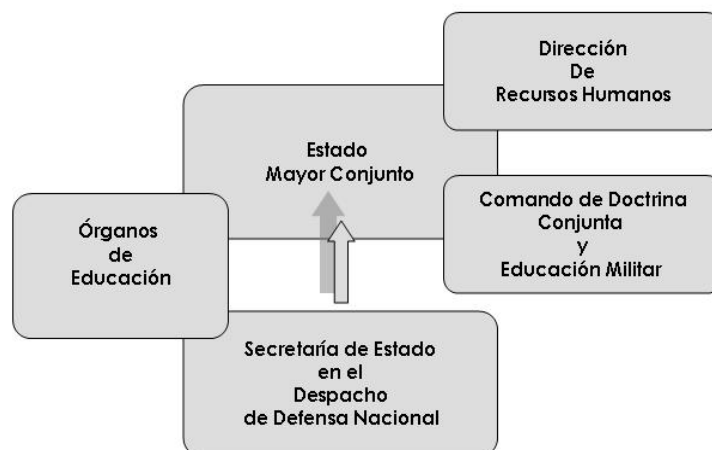 Dirección
De
Recursos Humanos
Estado
Mayor Conjunto
Comando de Doctrina
Conjunta
y
Educación Militar
Órganos
de
Educación
Secretaría de Estado
en el
Despacho
de Defensa Nacional